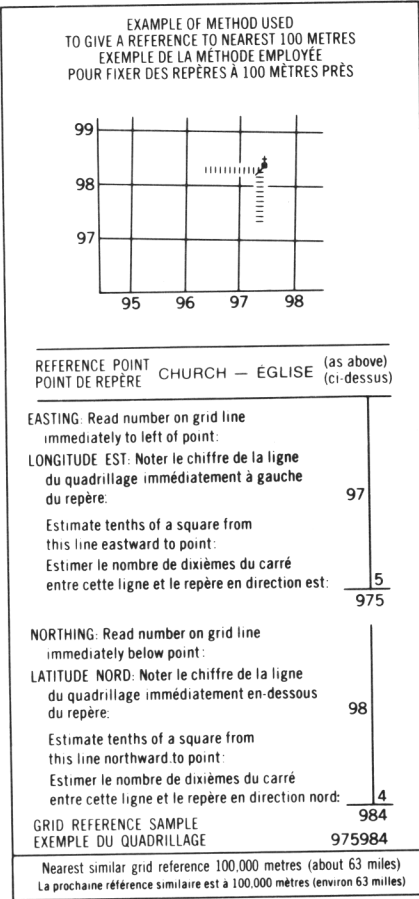 EXAMPLE OF METHOD USED
TO GIVE A REFERENCE TO NEAREST 100 METRES
EXEMPLE DE LA MÉTHODE EMPLOYÉE
POUR FIXER DES REPÈRES À 100 MÈTRES PRÈS
99
98
97
95 96 97 98
REFERENCE POINT
POINT DE REPÈRE
CHURCH — ÉGLISE
(as above)
(ci-dessus)
EASTING: Read number on grid line
immediately to left of point:
LONGITUDE EST: Noter le chiffre de la ligne
du quadrillage immédiatement à gauche
du repère: 97
Estimate tenths of a square from
this line eastward to point:
Estimer le nombre de dixièmes du carré
entre cette ligne et le repère en direction est: 5
975
NORTHING: Read number on grid line
immediately below point:
LATITUDE NORD: Noter le chiffre de la ligne
du quadrillage immédiatement en-dessous
du repère: 98
Estimate tenths of a square from
this line northward to point:
Estimer le nombre de dixièmes du carré
entre cette ligne et le repère en direction nord: 4
984
GRID REFERENCE SAMPLE
EXEMPLE DU QUADRILLAGE 975984
Nearest similar grid reference 100,000 metres (about 63 miles)
La prochaine référence similaire est à 100,000 mètres (environ 63 milles)